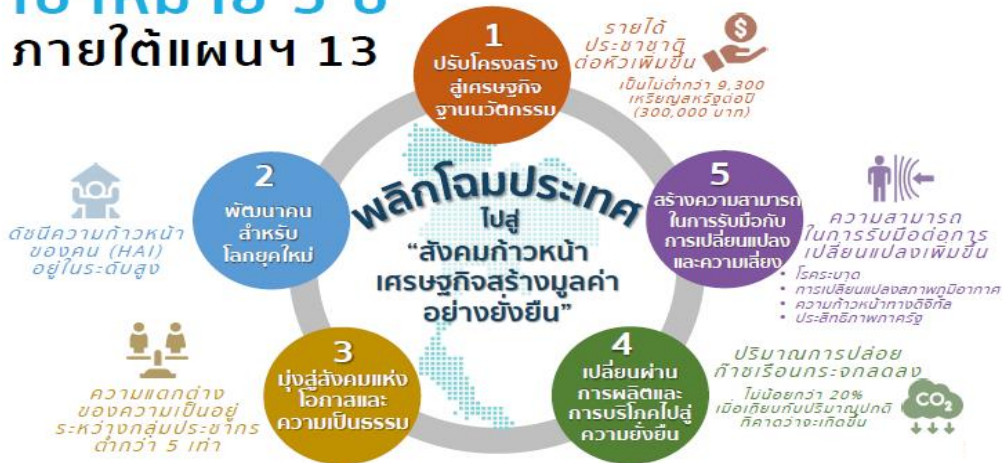 เป้าหมาย 5 ปี
ภายใต้แผนฯ 13
1
ปรับโครงสร้าง
สู่เศรษฐกิจ
ฐานนวัตกรรม
รายได้
ประชาชาติ
ต่อหัวเพิ่มขึ้น
เป็นไม่ต่ำกว่า 9,300
เหรียญสหรัฐต่อปี
(300,000 บาท)
$
2
พัฒนาคน
สำหรับ
โลกยุคใหม่
ดัชนีความก้าวหน้า
ของคน (HAI)
อยู่ในระดับสูง
พลิกโฉมประเทศ
ไปสู่
“สังคมก้าวหน้า
เศรษฐกิจสร้างมูลค่า
อย่างยั่งยืน”
5
สร้างความสามารถ
ในการรับมือกับ
การเปลี่ยนแปลง
และความเสี่ยง
ความสามารถ
ในการรับมือต่อการ
เปลี่ยนแปลงเพิ่มขึ้น
• โรคระบาด
• การเปลี่ยนแปลงสภาพภูมิอากาศ
• ความก้าวหน้าทางดิจิทัล
• ประสิทธิภาพภาครัฐ
3
มุ่งสู่สังคมแห่ง
โอกาสและ
ความเป็นธรรม
ความแตกต่าง
ของความเป็นอยู่
ระหว่างกลุ่มประชากร
ต่ำกว่า 5 เท่า
4
เปลี่ยนผ่าน
การผลิตและ
การบริโภคไปสู่
ความยั่งยืน
ปริมาณการปล่อย
ก๊าซเรือนกระจกลดลง
ไม่น้อยกว่า 20%
เมื่อเทียบกับปริมาณปกติ
ที่คาดว่าจะเกิดขึ้น
CO2